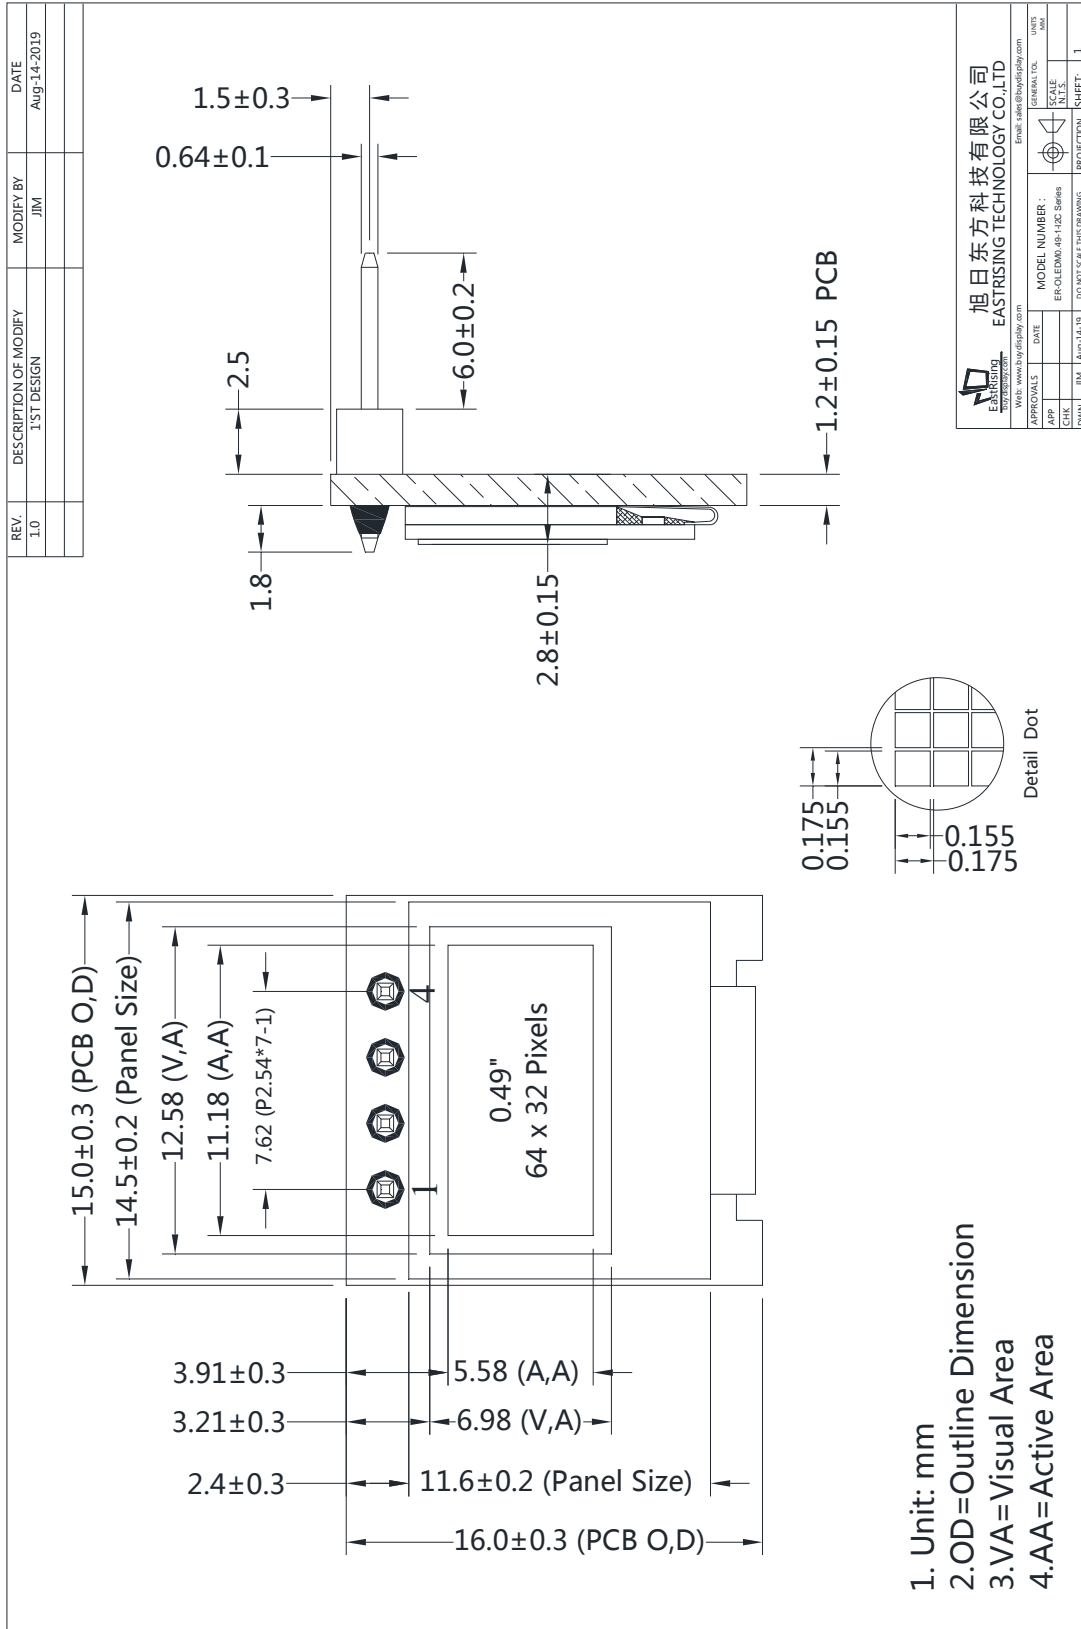 REV.
DESCRIPTION OF MODIFY
MODIFY BY
DATE
1.0
1'ST DESIGN
JIM
Aug-14-2019
1.5±0.3
0.64±0.1
2.5
6.0±0.2
1.2±0.15 PCB
1.8
2.8±0.15
0.175
0.155
0.155
0.175
Detail Dot
15.0±0.3 (PCB O,D)
14.5±0.2 (Panel Size)
12.58 (V,A)
11.18 (A,A)
7.62 (P2.54*7-1)
1
4
0.49"
64 x 32 Pixels
3.91±0.3
5.58 (A,A)
3.21±0.3
6.98 (V,A)
2.4±0.3
11.6±0.2 (Panel Size)
16.0±0.3 (PCB O,D)
1. Unit: mm
2.OD=Outline Dimension
3.VA=Visual Area
4.AA=Active Area
EastRising
buydisplay.com
旭日东方科技有限公司
EASTRISING TECHNOLOGY CO.,LTD
Web: www.buydisplay.com
Email: sales@buydisplay.com
APPROVALS
DATE
MODEL NUMBER :
ER-OLEDM0.49-1-I2C Series
GENERAL TOL
UNITS
MM
APP
CHK
SCALE:
N.T.S.
JIM
Aug-14-19
DO NOT SCALE THIS DRAWING
PROJECTION
SHEET:
1